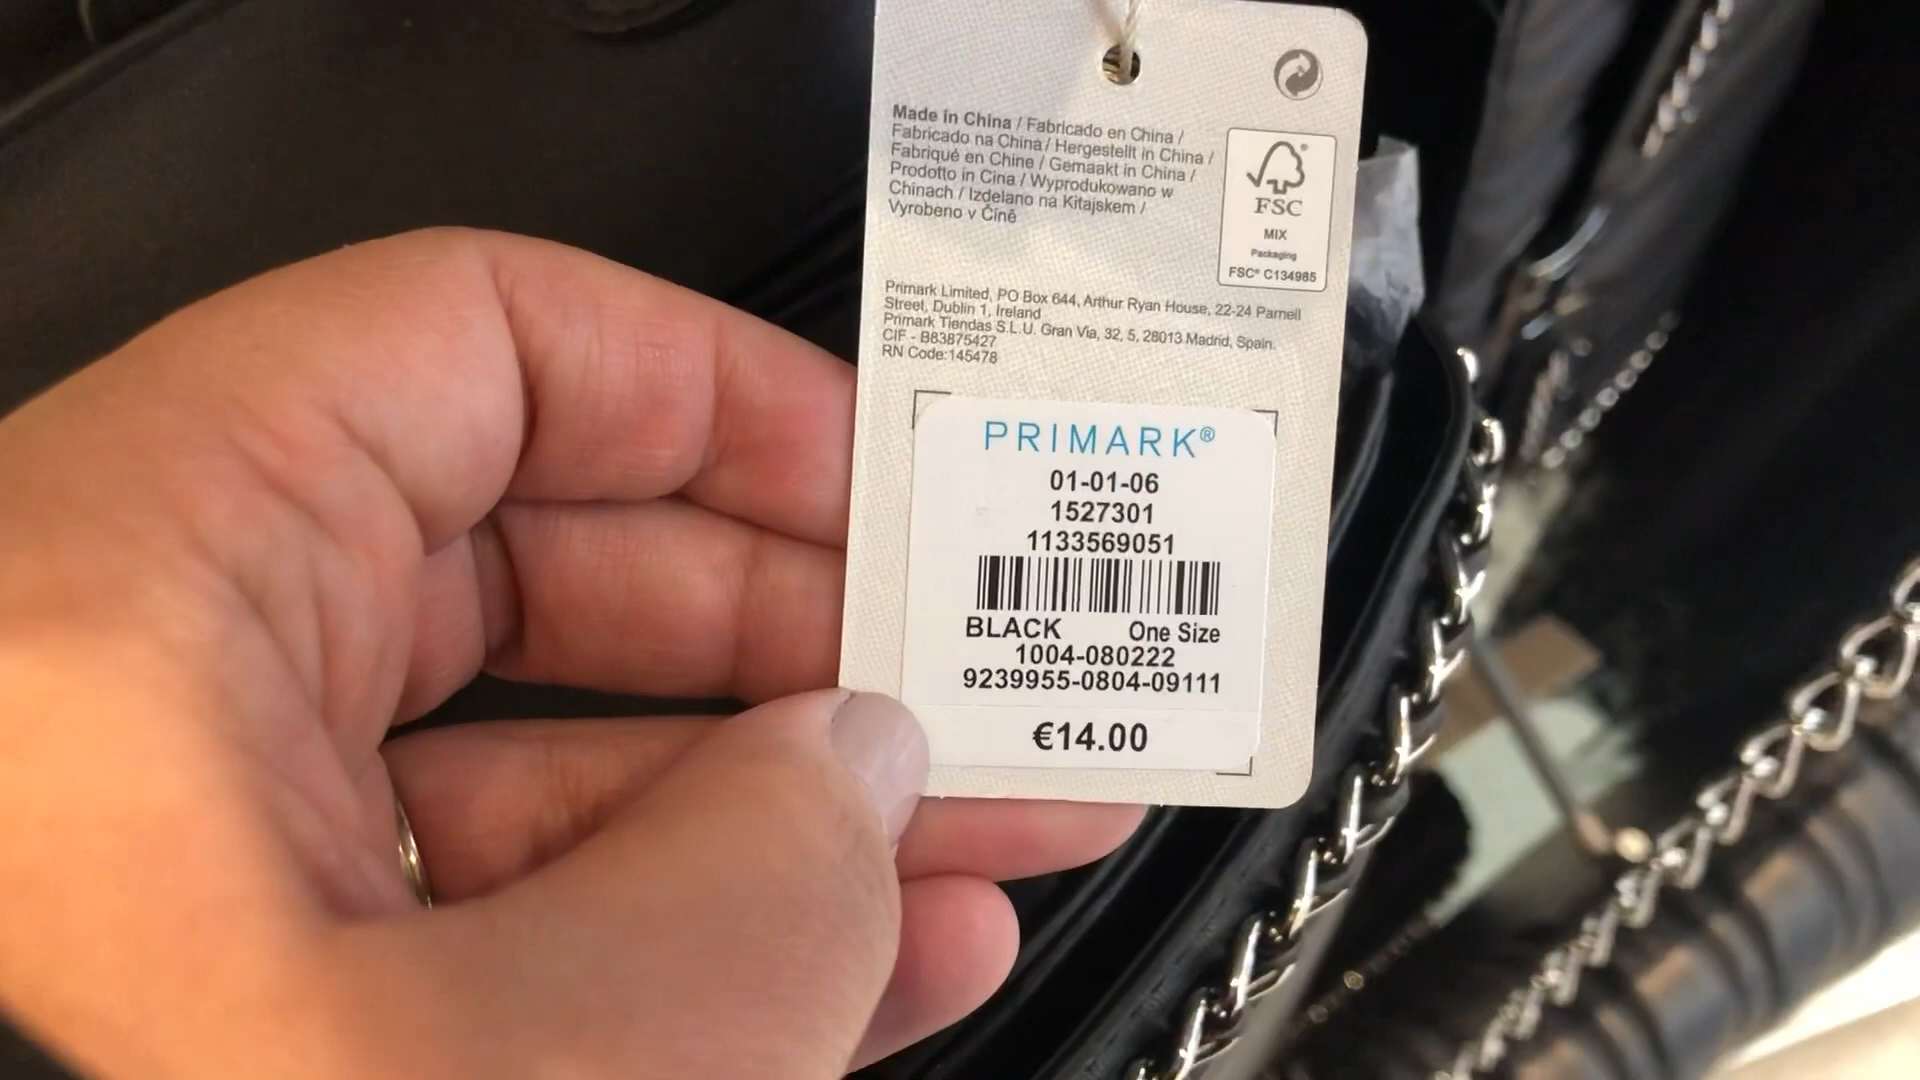 Made in China / Fabricado en China /
Fabricado na China / Hergestellt in China /
Fabriqué en Chine / Gemaakt in China /
Prodotto in Cina / Wyprodukowano w
Chinach / Izdelano na Kitajskem /
Vyrobeno v Číně
FSC
MIX
Packaging
FSC® C134985
Primark Limited, PO Box 644, Arthur Ryan House, 22-24 Parnell
Street, Dublin 1, Ireland
Primark Tiendas S.L.U. Gran Via, 32, 5, 28013 Madrid, Spain.
CIF - B83875427
RN Code:145478
PRIMARK®
01-01-06
1527301
1133569051
BLACK One Size
1004-080222
9239955-0804-09111
€14.00